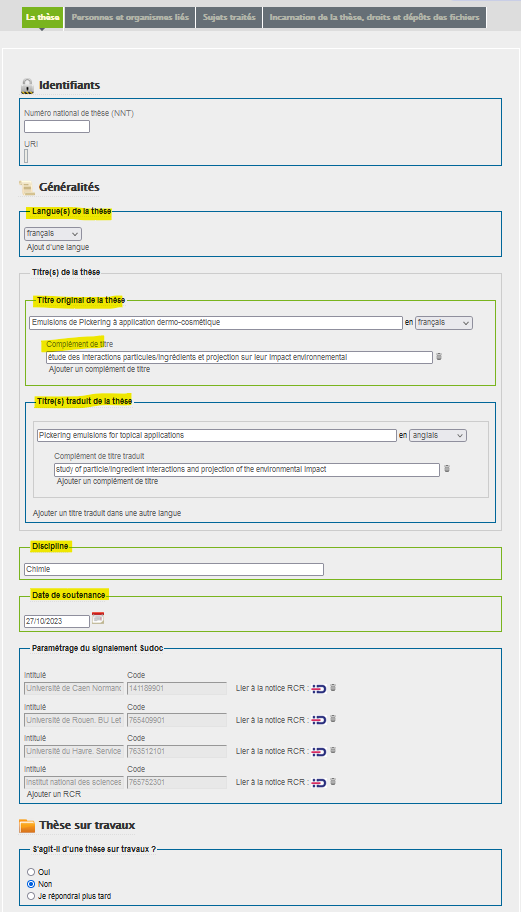 La thèse Personnes et organismes liés Sujets traités Incarnation de la thèse, droits et dépôts des fichiers
Identifiants
Numéro national de thèse (NNT)
URI
Généralités
Langue(s) de la thèse
français
Ajout d'une langue
Titre(s) de la thèse
Titre original de la thèse
Emulsions de Pickering à application dermo-cosmétique en français
Complément de titre
étude des interactions particules/ingrédients et projection sur leur impact environnemental
Ajouter un complément de titre
Titre(s) traduit de la thèse
Pickering emulsions for topical applications en anglais
Complément de titre traduit
study of particle/ingredient interactions and projection of the environmental impact
Ajouter un complément de titre
Ajouter un titre traduit dans une autre langue
Discipline
Chimie
Date de soutenance
27/10/2023
Paramétrage du signalement Sudoc
Intitulé Code
Université de Caen Normand 141189901 Lier à la notice RCR :
Intitulé Code
Université de Rouen. BU Let 765409901 Lier à la notice RCR :
Intitulé Code
Université du Havre. Service 763512101 Lier à la notice RCR :
Intitulé Code
Institut national des sciences 765752301 Lier à la notice RCR :
Ajouter un RCR
Thèse sur travaux
S'agit-il d'une thèse sur travaux ?
Oui
Non
Je répondrai plus tard